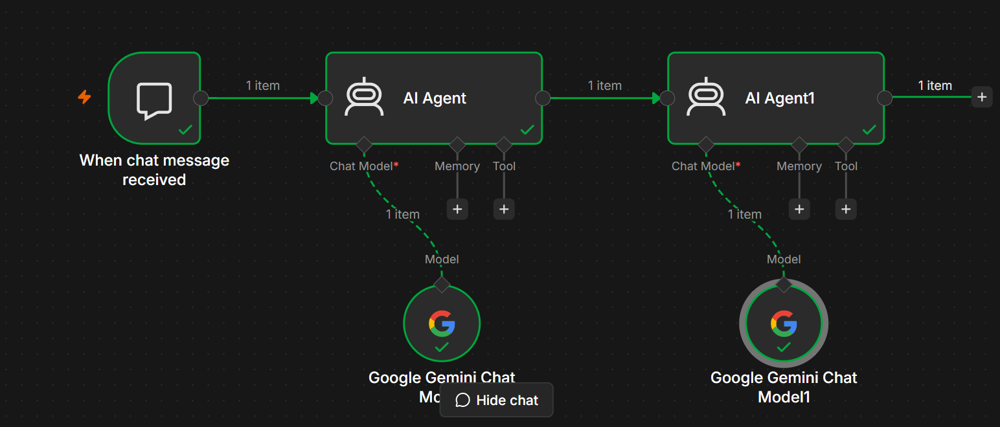 1 item
1 item
1 item
AI Agent
AI Agent1
When chat message
received
Chat Model*
Memory
Tool
Chat Model*
Memory
Tool
1 item
1 item
Model
Model
Google Gemini Chat
Google Gemini Chat
Model1
Hide chat